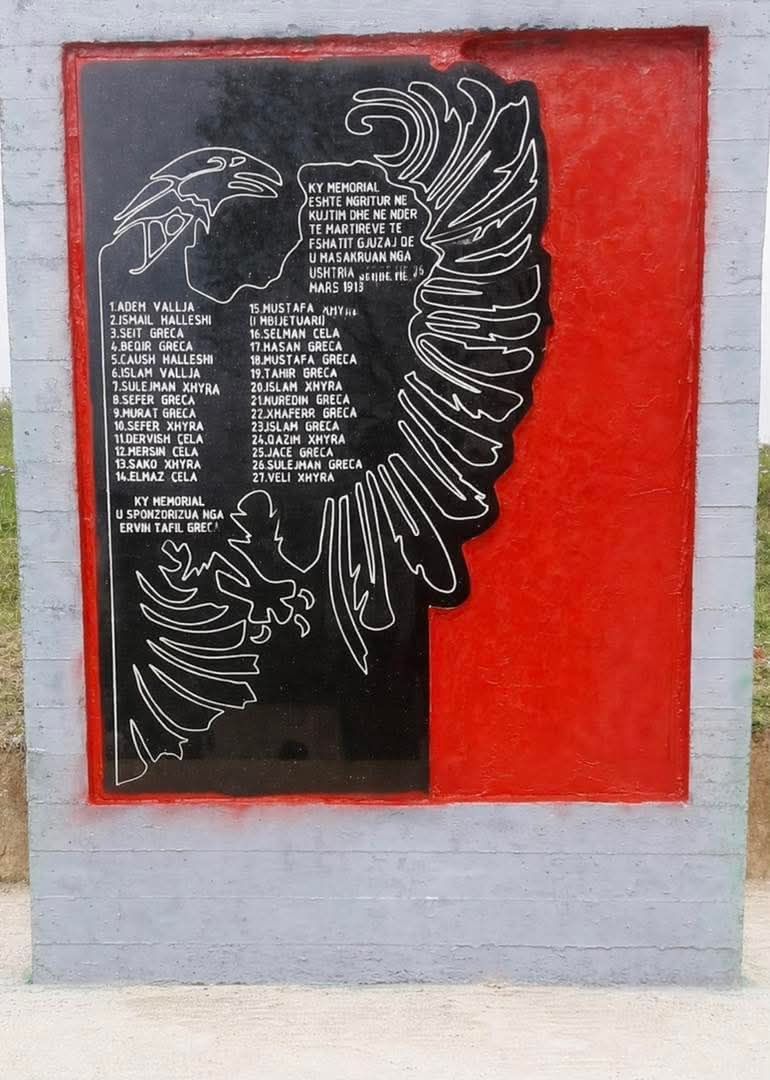 KY MEMORIAL
ESHTE NGRITUR NE
KUJTIM DHE NE NDER
TE MARTIREVE TE
FSHATIT GJUZAJ QE
U MASAKRUAN NGA
USHTRIA
MARS 1913
1.ADEM VALLJA
2.ISMAIL HALLESHI
3.SEIT GRECA
4.BEQIR GRECA
5.CAUSH HALLESHI
6.ISLAM VALLJA
7.SULEJMAN XHYRA
8.SEFER GRECA
9.MURAT GRECA
10.SEFER XHYRA
11.DERVISH ÇELA
12.MERSIN ÇELA
13.SAKO XHYRA
14.ELMAZ ÇELA
15.MUSTAFA
(I MBIJETUARI)
16.SELMAN ÇELA
17.HASAN GRECA
18.MUSTAFA GRECA
19.TAHIR GRECA
20.ISLAM XHYRA
21.NUREDIN GRECA
22.XHAFERR GRECA
23.ISLAM GRECA
24.QAZIM XHYRA
25.JACE GRECA
26.SULEJMAN GRECA
27.VELI XHYRA
KY MEMORIAL
U SPONZORIZUA NGA
ERVIN TAFIL GRECA